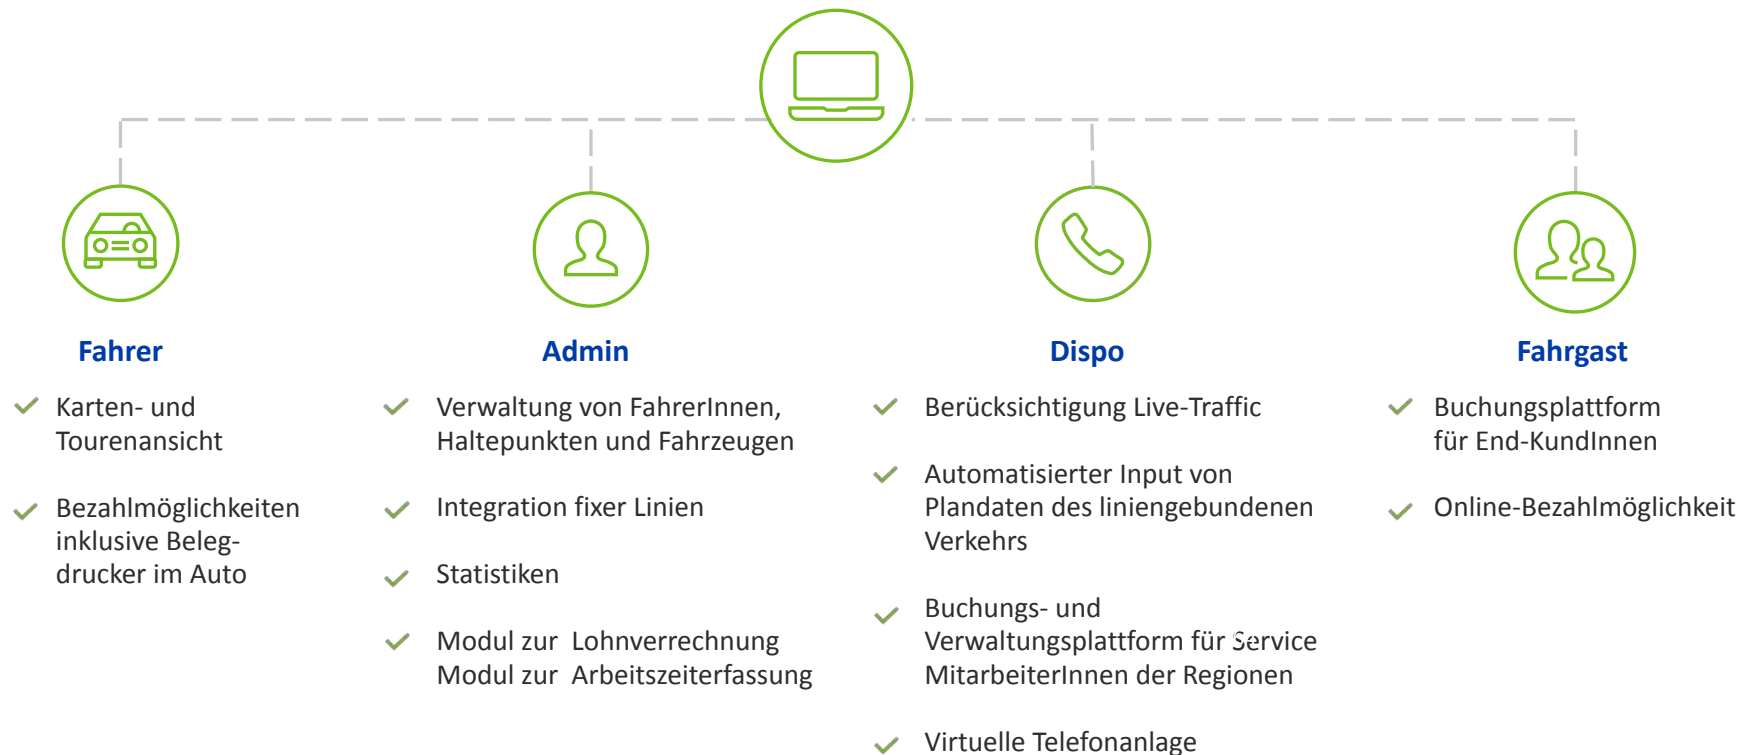 Fahrer
Karten- und
Tourenansicht
Bezahlmöglichkeiten
inklusive Beleg-
drucker im Auto
Admin
Verwaltung von FahrerInnen,
Haltepunkten und Fahrzeugen
Integration fixer Linien
Statistiken
Modul zur  Lohnverrechnung
Modul zur  Arbeitszeiterfassung
Dispo
Berücksichtigung Live-Traffic
Automatisierter Input von
Plandaten des liniengebundenen
Verkehrs
Buchungs- und
Verwaltungsplattform für Service
MitarbeiterInnen der Regionen
Virtuelle Telefonanlage
Fahrgast
Buchungsplattform
für End-KundInnen
Online-Bezahlmöglichkeit